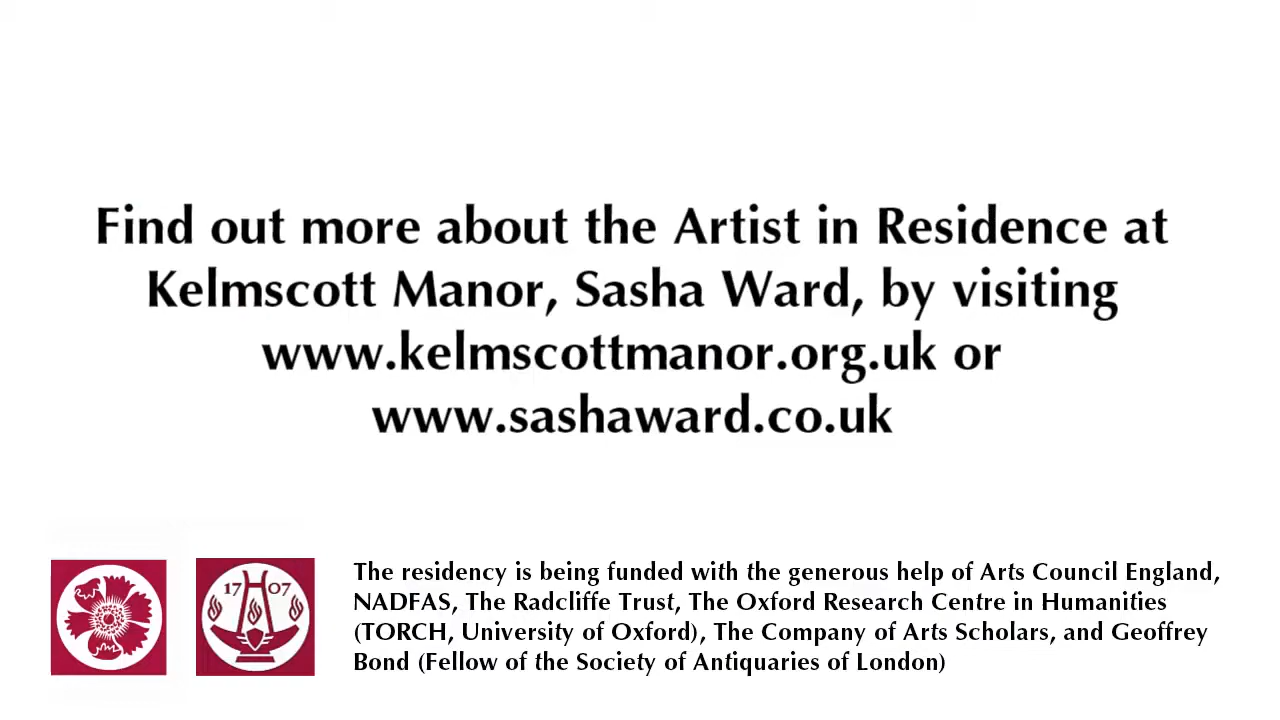 Find out more about the Artist in Residence at
Kelmscott Manor, Sasha Ward, by visiting
www.kelmscottmanor.org.uk or
www.sashaward.co.uk
17 07
The residency is being funded with the generous help of Arts Council England,
NADFAS, The Radcliffe Trust, The Oxford Research Centre in Humanities
(TORCH, University of Oxford), The Company of Arts Scholars, and Geoffrey
Bond (Fellow of the Society of Antiquaries of London)